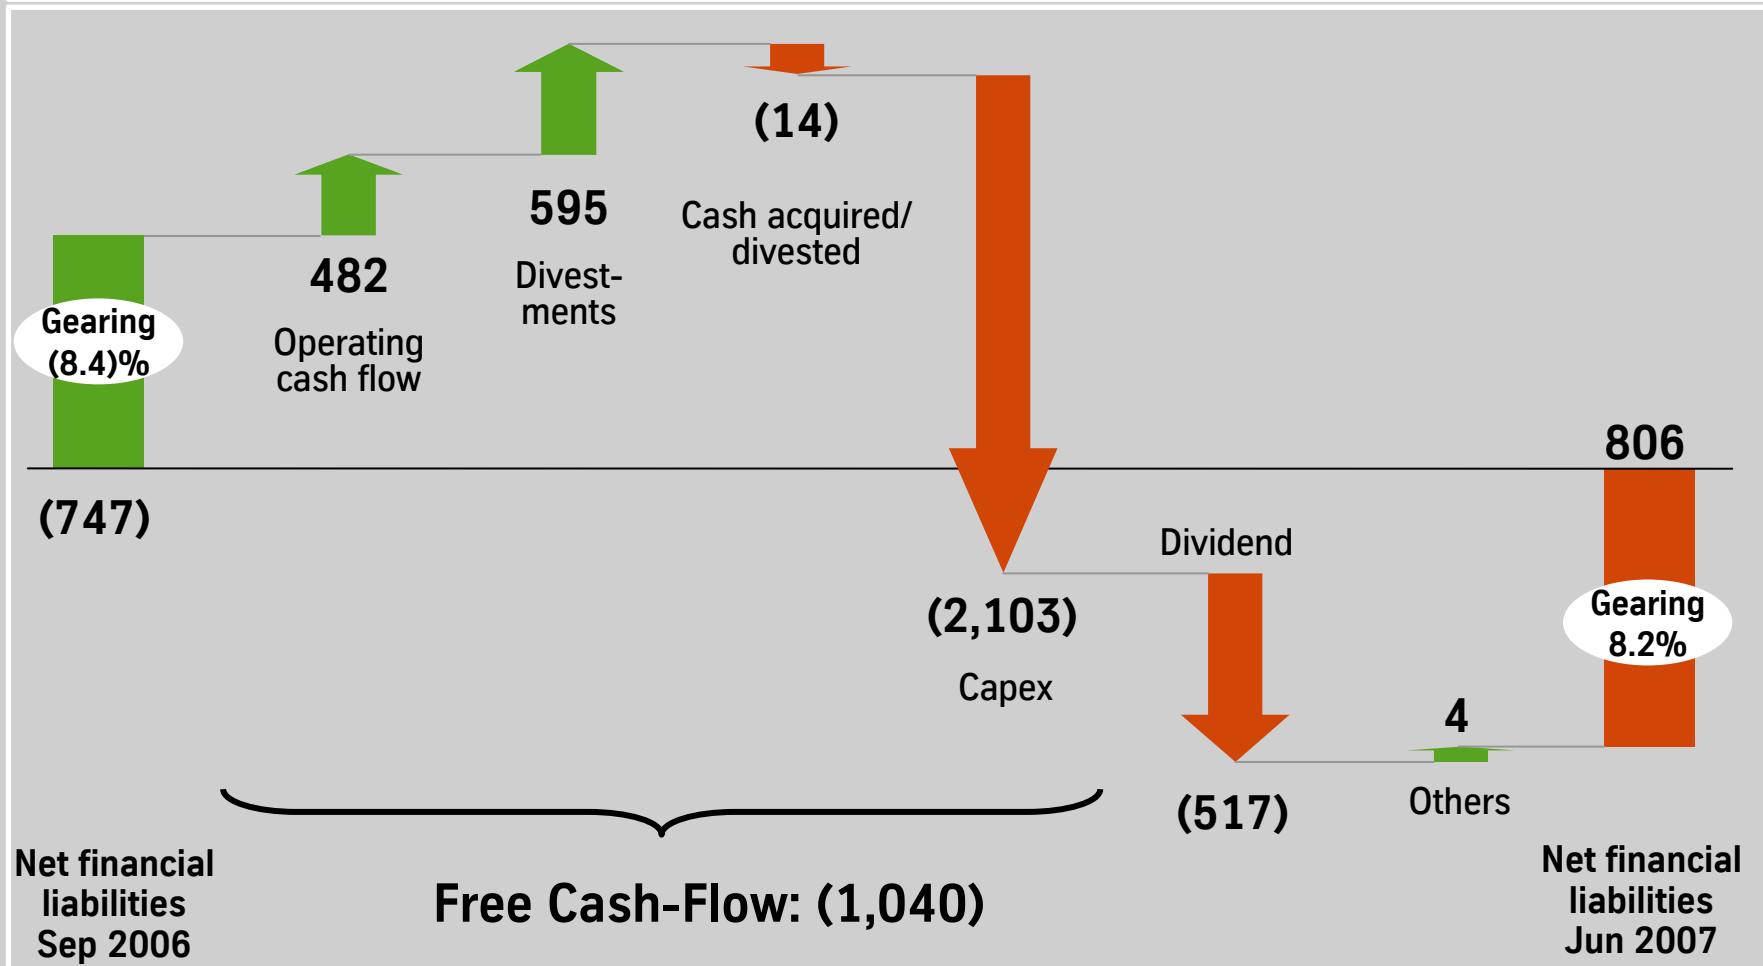 Gearing
(8.4)%
(747)
Net financial
liabilities
Sep 2006
482
Operating
cash flow
595
Divest-
ments
(14)
Cash acquired/
divested
(2,103)
Capex
Free Cash-Flow: (1,040)
Dividend
(517)
4
Others
806
Gearing
8.2%
Net financial
liabilities
Jun 2007